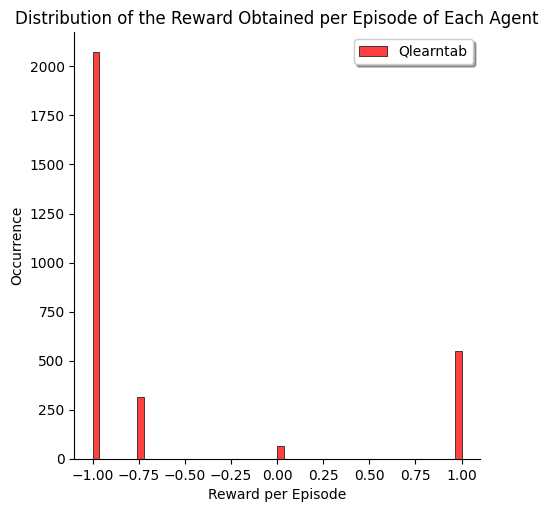 Distribution of the Reward Obtained per Episode of Each Agent
Qlearntab
2000
1750
1500
1250
1000
750
500
250
0
Occurrence
−1.00 −0.75 −0.50 −0.25 0.00 0.25 0.50 0.75 1.00
Reward per Episode